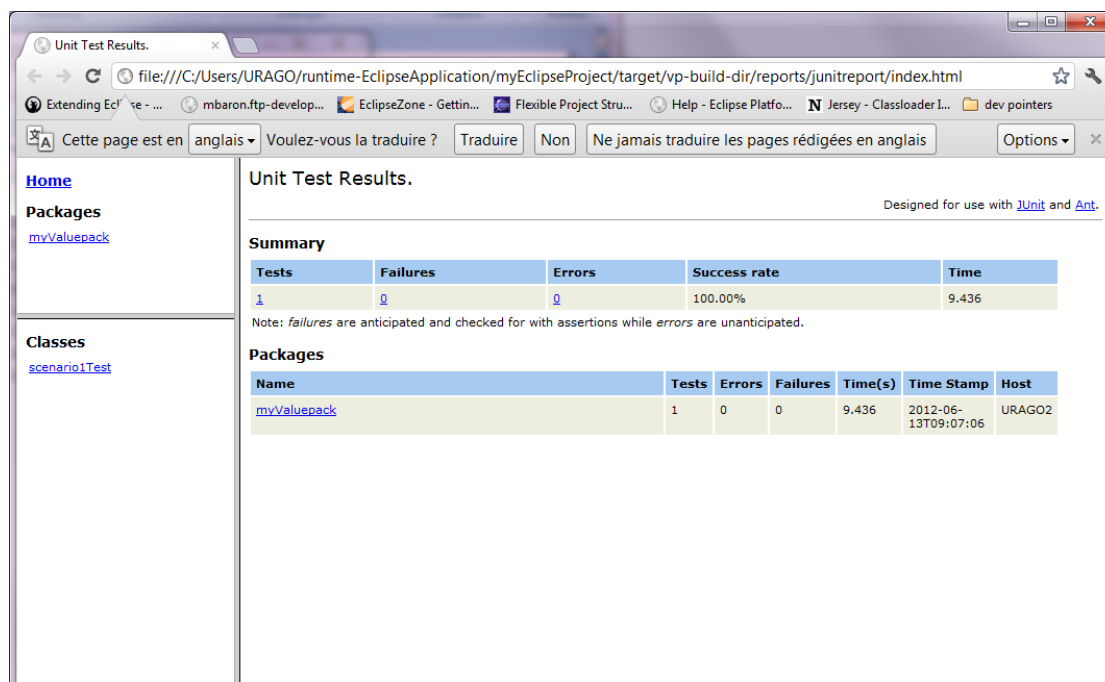 Unit Test Results.
file:///C:/Users/URAGO/runtime-EclipseApplication/myEclipseProject/target/vp-build-dir/reports/junitreport/index.html
Extending Ecl se - ... mbaron.ftp-develop... EclipseZone - Gettin... Flexible Project Stru... Help - Eclipse Platfo... N Jersey - Classloader I... dev pointers
Cette page est en anglais Voulez-vous la traduire ? Traduire Non Ne jamais traduire les pages rédigées en anglais Options
Home
Packages
myValuepack
Classes
scenario1Test
Unit Test Results.
Designed for use with JUnit and Ant.
Summary
Tests Failures Errors Success rate Time
1 0 0 100.00% 9.436
Note: failures are anticipated and checked for with assertions while errors are unanticipated.
Packages
Name Tests Errors Failures Time(s) Time Stamp Host
myValuepack 1 0 0 9.436 2012-06-13T09:07:06 URAGO2